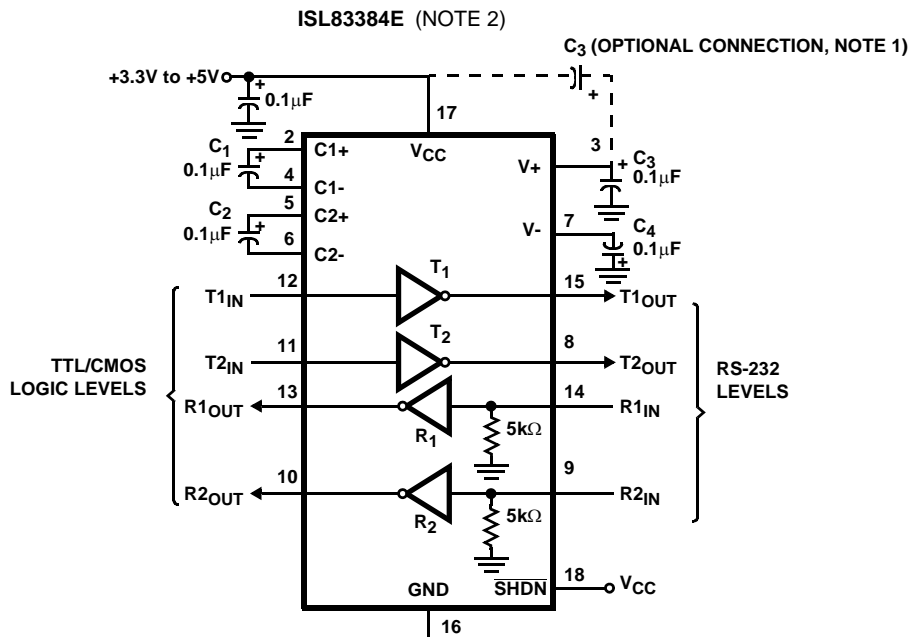 ISL83384E (NOTE 2)
C3 (OPTIONAL CONNECTION, NOTE 1)
+3.3V to +5V
+
0.1µF
+
17
2
C1
0.1µF
+
4
C1+
C1-
VCC
V+
3
+
C3
0.1µF
5
C2
0.1µF
+
6
C2+
C2-
V-
7
C4
0.1µF
+
T1IN
12
T1
15
T1OUT
T2IN
11
T2
8
T2OUT
TTL/CMOS
LOGIC LEVELS
RS-232
LEVELS
R1OUT
13
R1
5kΩ
14
R1IN
R2OUT
10
R2
5kΩ
9
R2IN
GND
SHDN
18
VCC
16